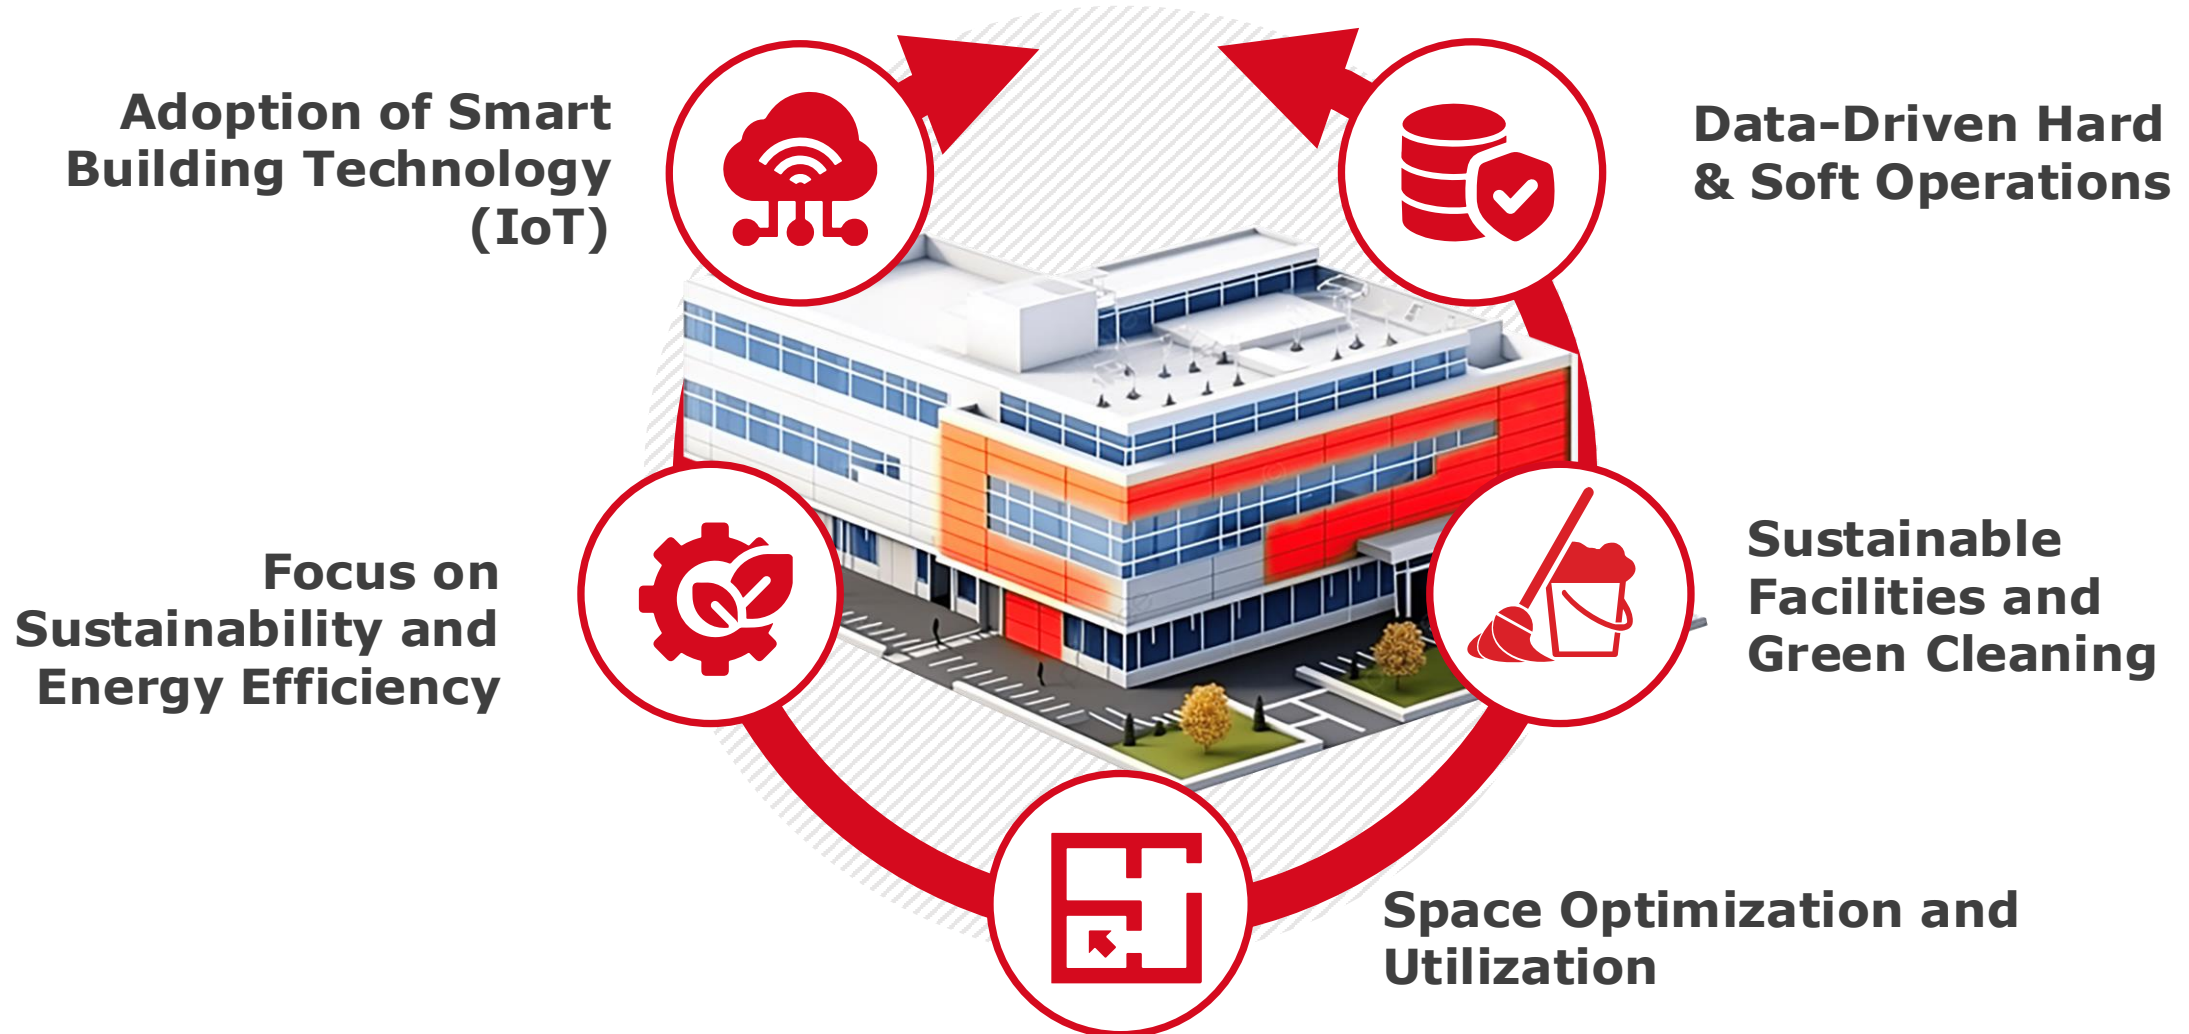 Adoption of Smart
Building Technology
(IoT)
Data-Driven Hard
& Soft Operations
Focus on
Sustainability and
Energy Efficiency
Sustainable
Facilities and
Green Cleaning
Space Optimization and
Utilization